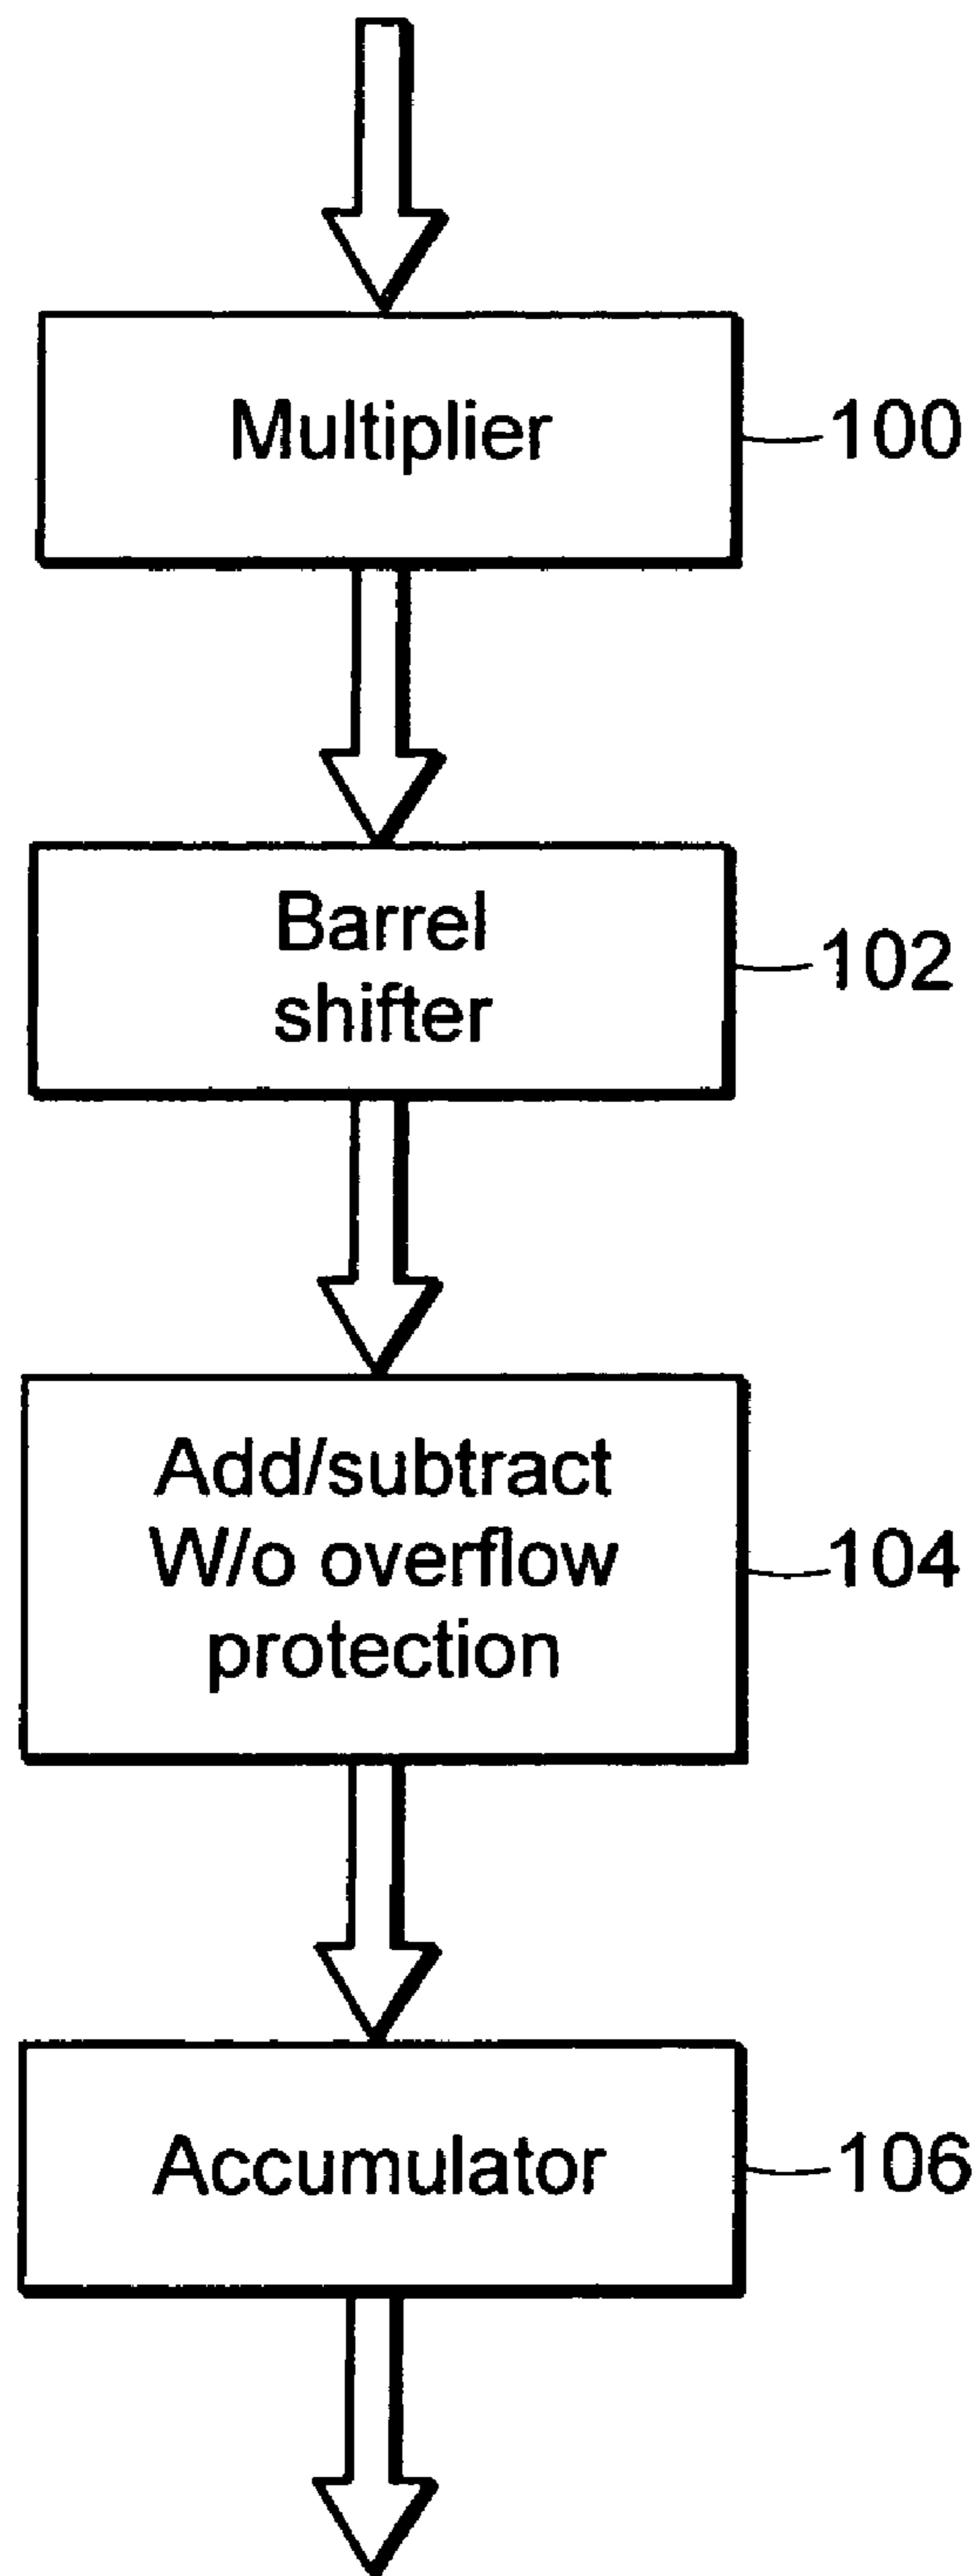 Multiplier
100
Barrel
shifter
102
Add/subtract
W/o overflow
protection
104
Accumulator
106